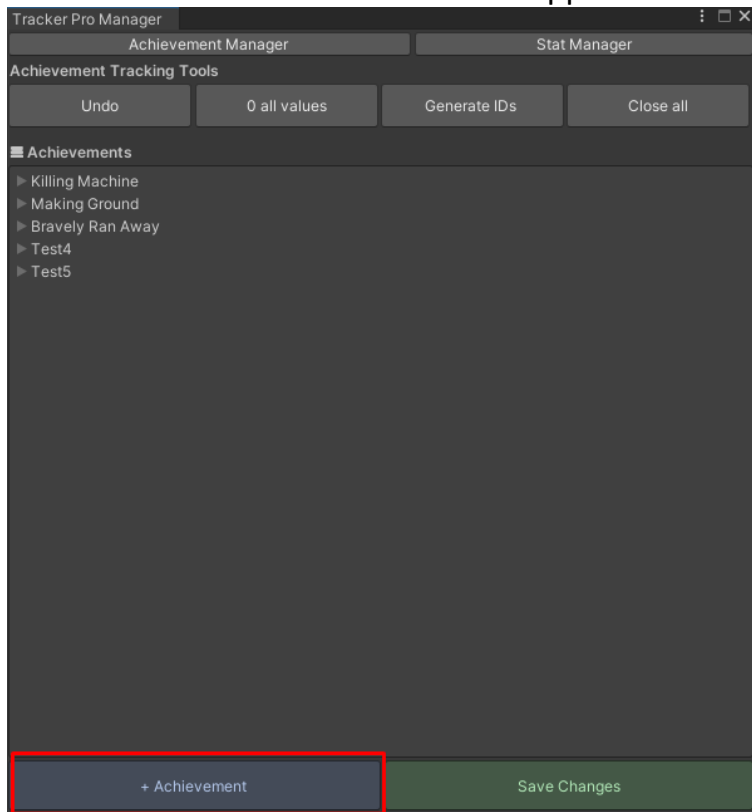 Tracker Pro Manager
Achievement Manager Stat Manager
Achievement Tracking Tools
Undo 0 all values Generate IDs Close all
Achievements
Killing Machine
Making Ground
Bravely Ran Away
Test4
Test5
+ Achievement Save Changes